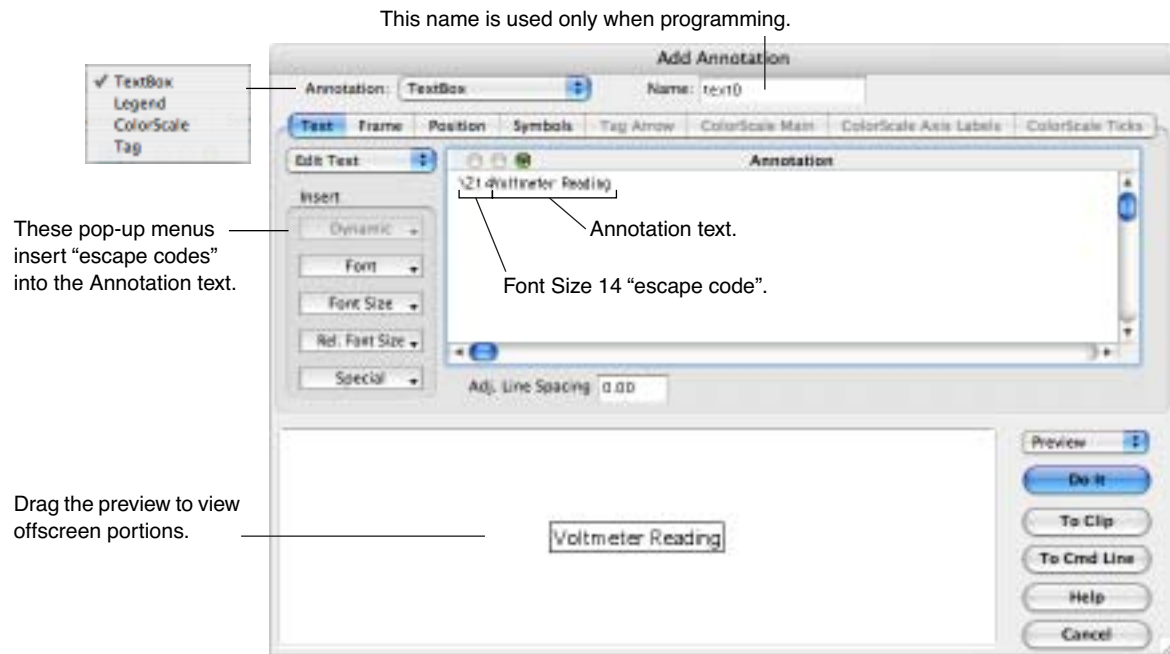 This name is used only when programming.
Add Annotation
✓ TextBox
Legend
ColorScale
Tag
Annotation: TextBox
Name: text0
Text Frame Position Symbols Tag Arrow ColorScale Main ColorScale Axis Labels ColorScale Ticks
Edit Text
Annotation
\Z14Voltmeter Reading
Insert
Annotation text.
These pop-up menus
insert “escape codes”
into the Annotation text.
Dynamic
Font
Font Size 14 “escape code”.
Font Size
Rel. Font Size
Special
Adj. Line Spacing 0.00
Preview
Do It
Drag the preview to view
offscreen portions.
To Clip
Voltmeter Reading
To Cmd Line
Help
Cancel